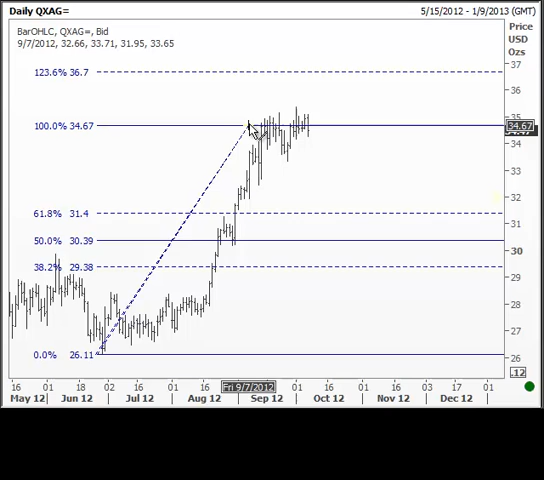 Daily QXAG= 5/15/2012 - 1/9/2013 (GMT)
BarOHLC, QXAG=, Bid
9/7/2012, 32.66, 33.71, 31.95, 33.65
Price
USD
Ozs
123.6% 36.7
100.0% 34.67
61.8% 31.4
50.0% 30.39
38.2% 29.38
0.0% 26.11
37
36
35
34.67
34
33
32
31
30
29
28
27
26
.12
16 01 18 02 16 01 16 Fri 9/7/2012 01 16 01 16 03 17 01
May 12 Jun 12 Jul 12 Aug 12 Sep 12 Oct 12 Nov 12 Dec 12